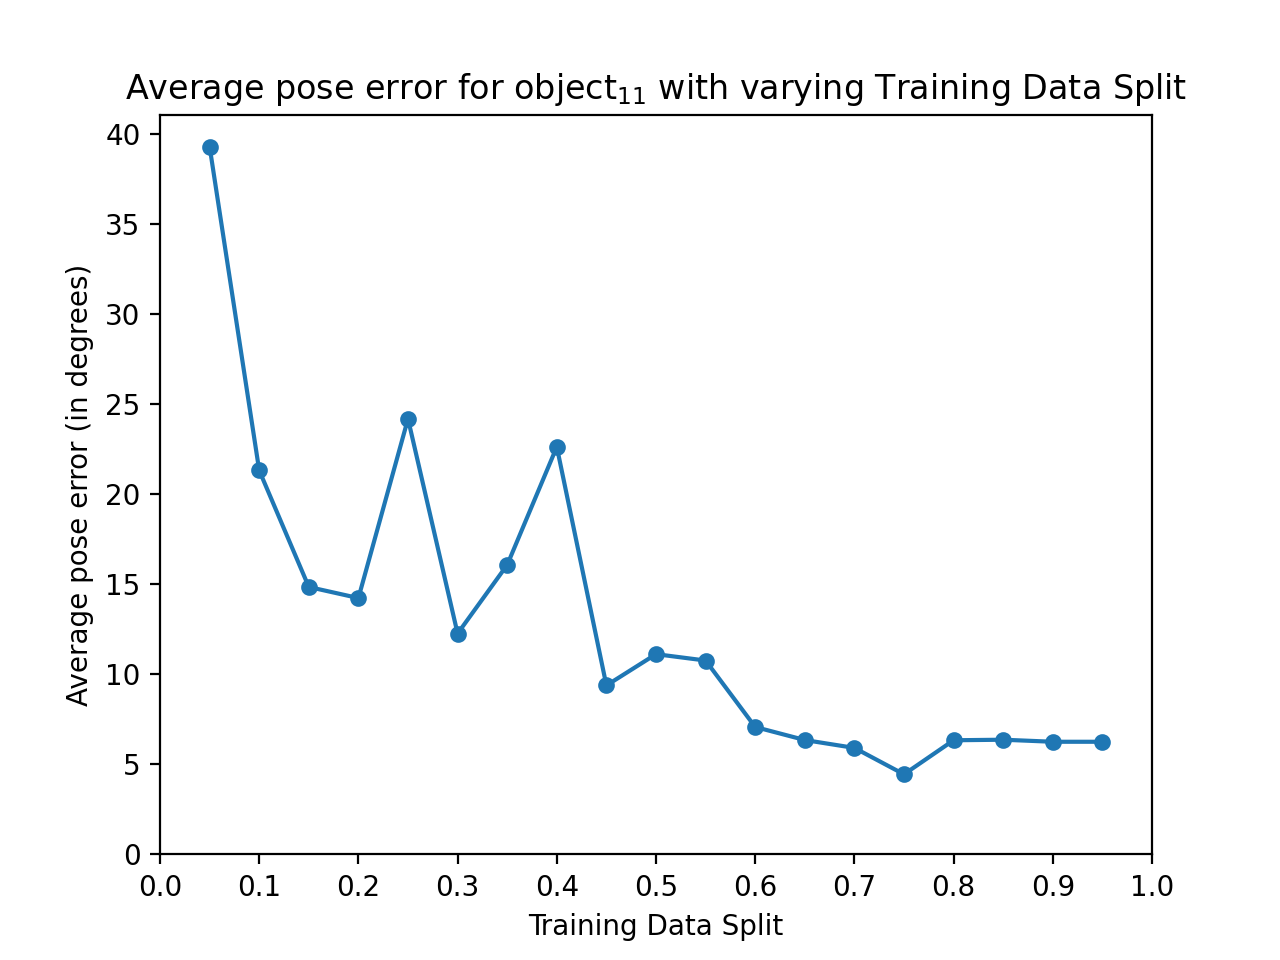 Average pose error for object₁₁ with varying Training Data Split
Average pose error (in degrees)
40
35
30
25
20
15
10
5
0
0.0 0.1 0.2 0.3 0.4 0.5 0.6 0.7 0.8 0.9 1.0
Training Data Split